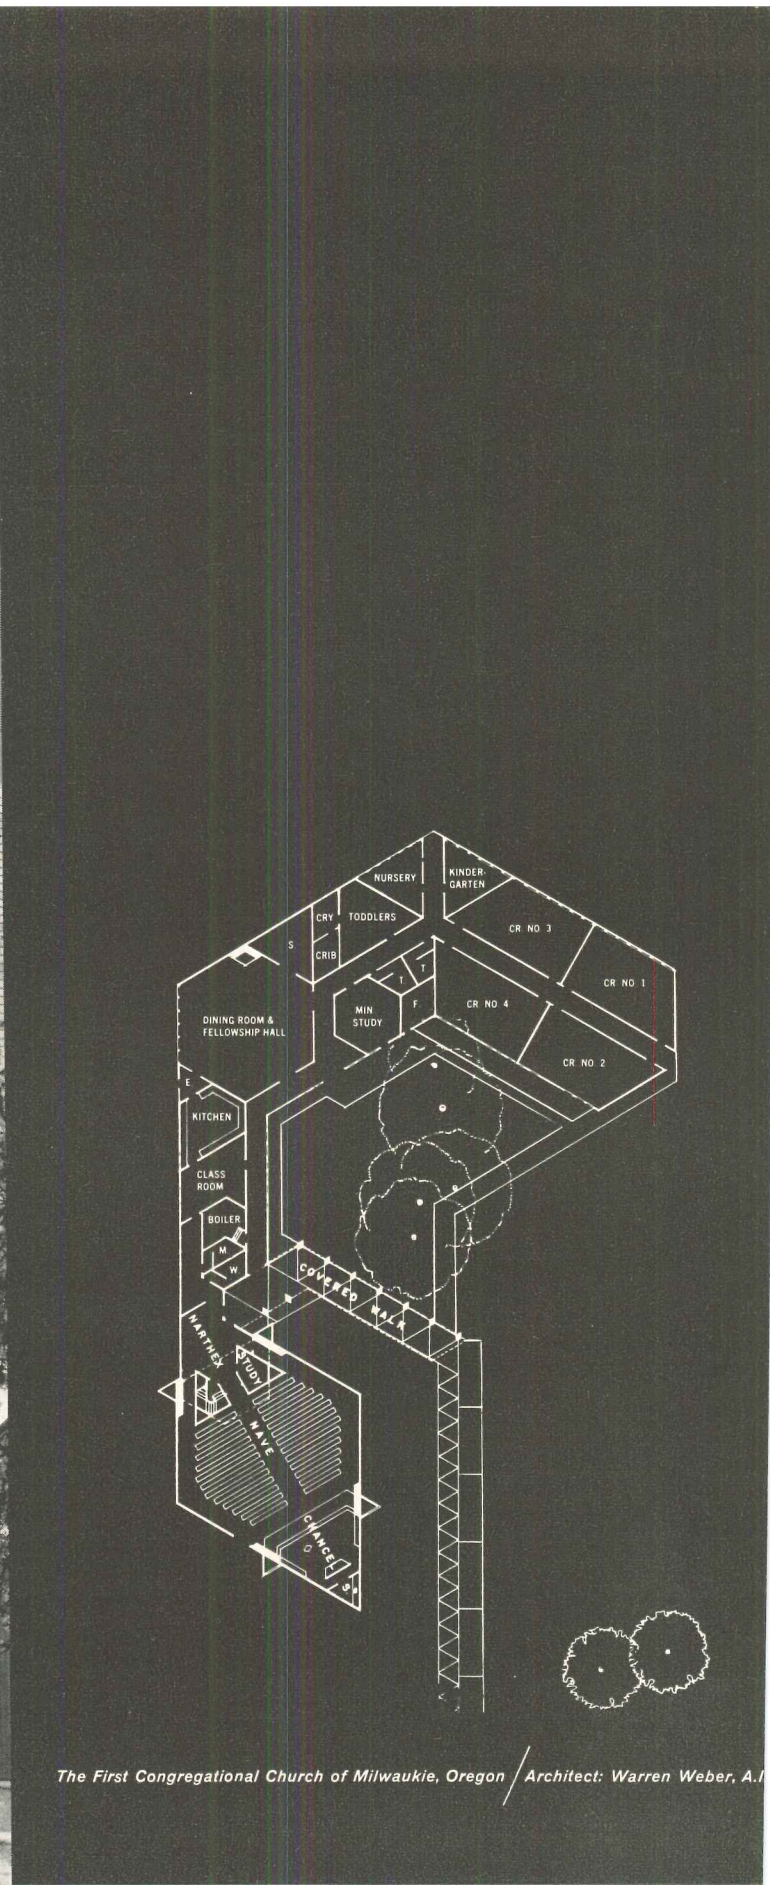 NURSERY
KINDER-
GARTEN
CRY
TODDLERS
CR NO 3
S
CRIB
CR NO 1
T
T
MIN
STUDY
F
CR NO 4
DINING ROOM &
FELLOWSHIP HALL
CR NO 2
E
KITCHEN
CLASS
ROOM
BOILER
M
W
COVERED WALK
NARTHEX
STUDY
NAVE
CHANCEL
S
The First Congregational Church of Milwaukie, Oregon / Architect: Warren Weber, A.I